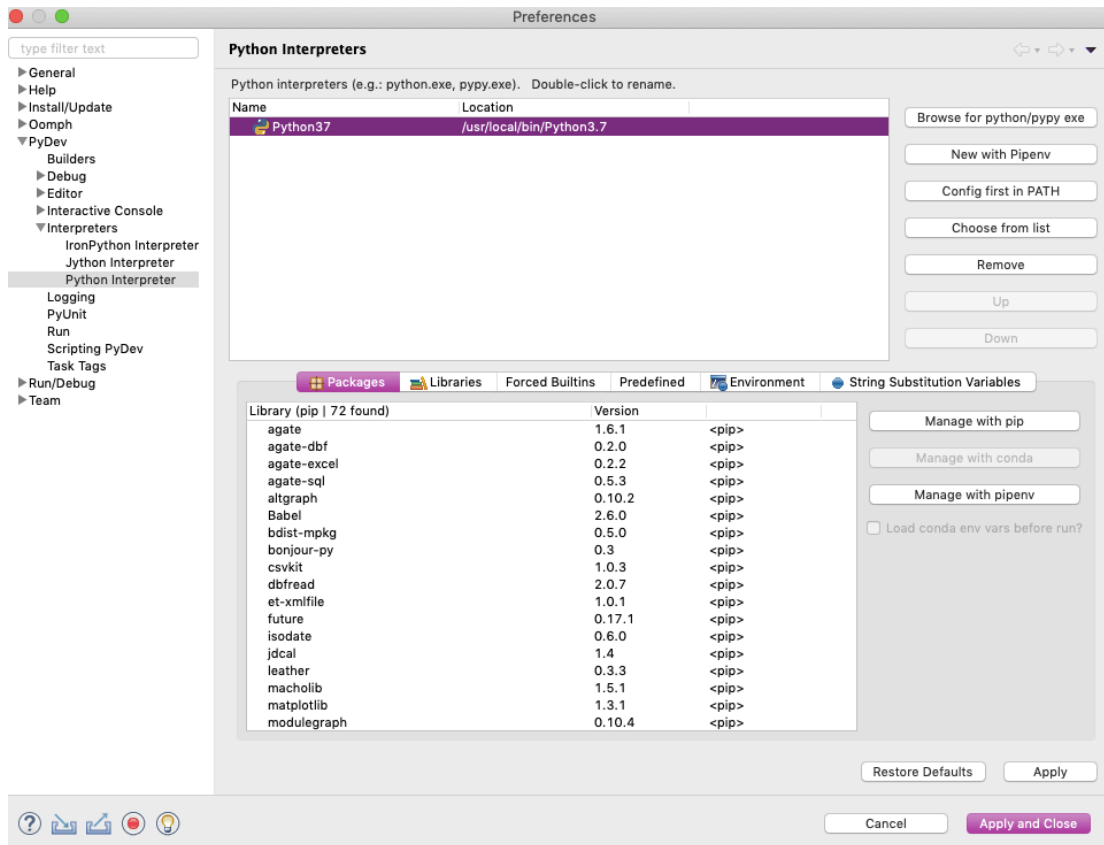 Preferences
type filter text
General
Help
Install/Update
Oomph
PyDev
Builders
Debug
Editor
Interactive Console
Interpreters
IronPython Interpreter
Jython Interpreter
Python Interpreter
Logging
PyUnit
Run
Scripting PyDev
Task Tags
Run/Debug
Team
Python Interpreters
Python interpreters (e.g.: python.exe, pypy.exe).   Double-click to rename.
Name Location
Python37 /usr/local/bin/Python3.7
Browse for python/pypy exe
New with Pipenv
Config first in PATH
Choose from list
Remove
Up
Down
Packages Libraries Forced Builtins Predefined Environment String Substitution Variables
Library (pip | 72 found) Version
agate 1.6.1 <pip>
agate-dbf 0.2.0 <pip>
agate-excel 0.2.2 <pip>
agate-sql 0.5.3 <pip>
altgraph 0.10.2 <pip>
Babel 2.6.0 <pip>
bdist-mpkg 0.5.0 <pip>
bonjour-py 0.3 <pip>
csvkit 1.0.3 <pip>
dbfread 2.0.7 <pip>
et-xmlfile 1.0.1 <pip>
future 0.17.1 <pip>
isodate 0.6.0 <pip>
jdcal 1.4 <pip>
leather 0.3.3 <pip>
macholib 1.5.1 <pip>
matplotlib 1.3.1 <pip>
modulegraph 0.10.4 <pip>
Manage with pip
Manage with conda
Manage with pipenv
Load conda env vars before run?
Restore Defaults Apply
Cancel Apply and Close